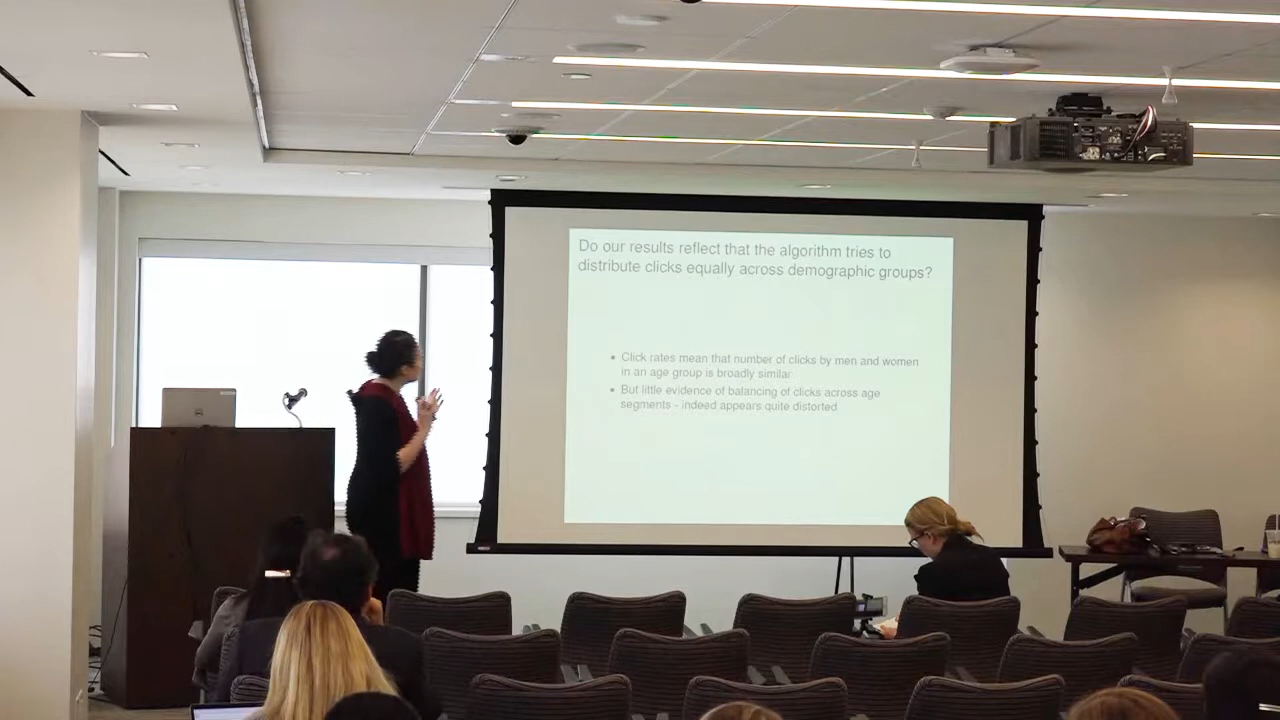 Do our results reflect that the algorithm tries to
distribute clicks equally across demographic groups?
• Click rates mean that number of clicks by men and women
in an age group is broadly similar
• But little evidence of balancing of clicks across age
segments - indeed appears quite distorted